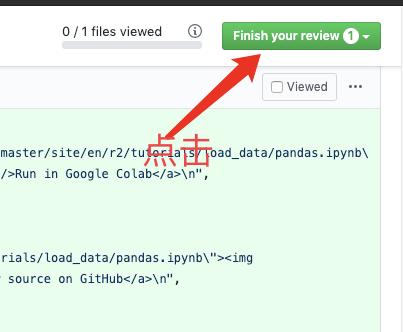 0 / 1 files viewed
Finish your review 1
Viewed
点击
master/site/en/r2/tutorials/load_data/pandas.ipynb\
/>Run in Google Colab</a>\n",
rials/load_data/pandas.ipynb\"><img
source on GitHub</a>\n",